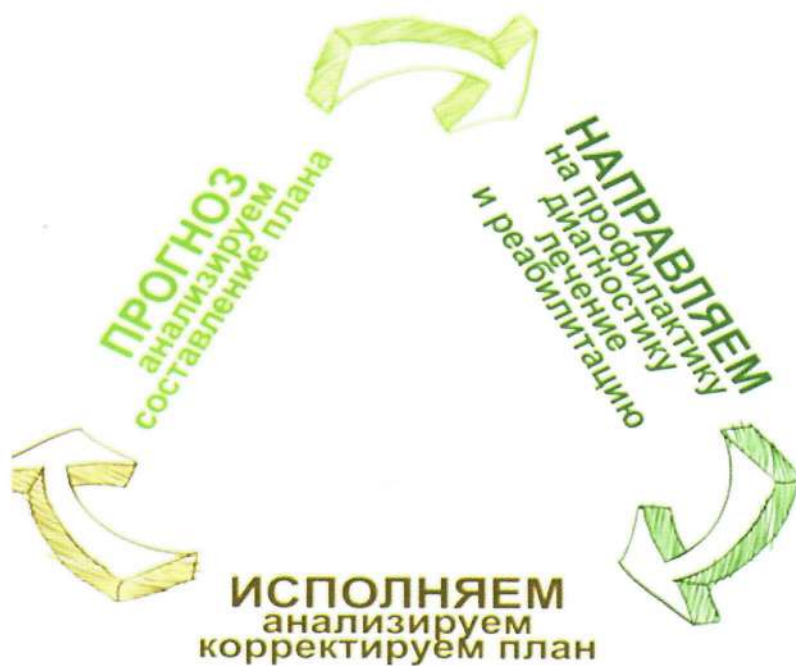 ПРОГНОЗ
анализируем
составление плана
НАПРАВЛЯЕМ
на профилактику
диагностику
лечение
и реабилитацию
ИСПОЛНЯЕМ
анализируем
корректируем план